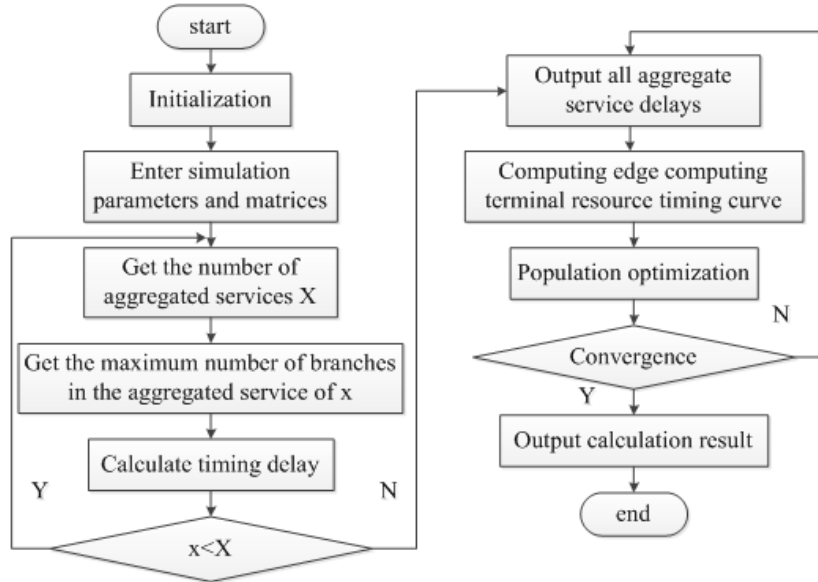 start
Initialization
Enter simulation
parameters and matrices
Get the number of
aggregated services X
Get the maximum number of branches
in the aggregated service of x
Calculate timing delay
Y
N
x<X
Output all aggregate
service delays
Computing edge computing
terminal resource timing curve
Population optimization
N
Convergence
Y
Output calculation result
end